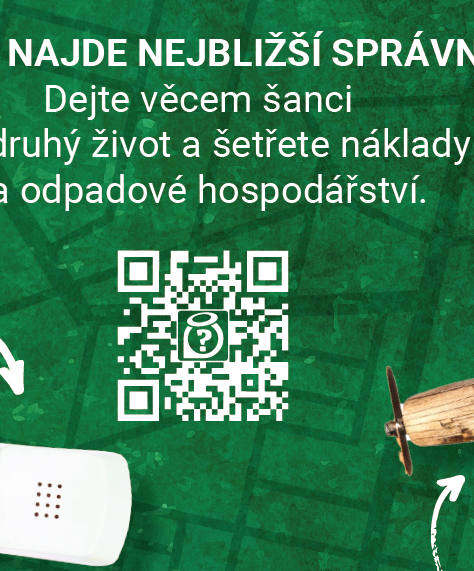 NAJDE NEJBLIŽŠÍ SPRÁVN
Dejte věcem šanci
druhý život a šetřete náklady
a odpadové hospodářství.
?